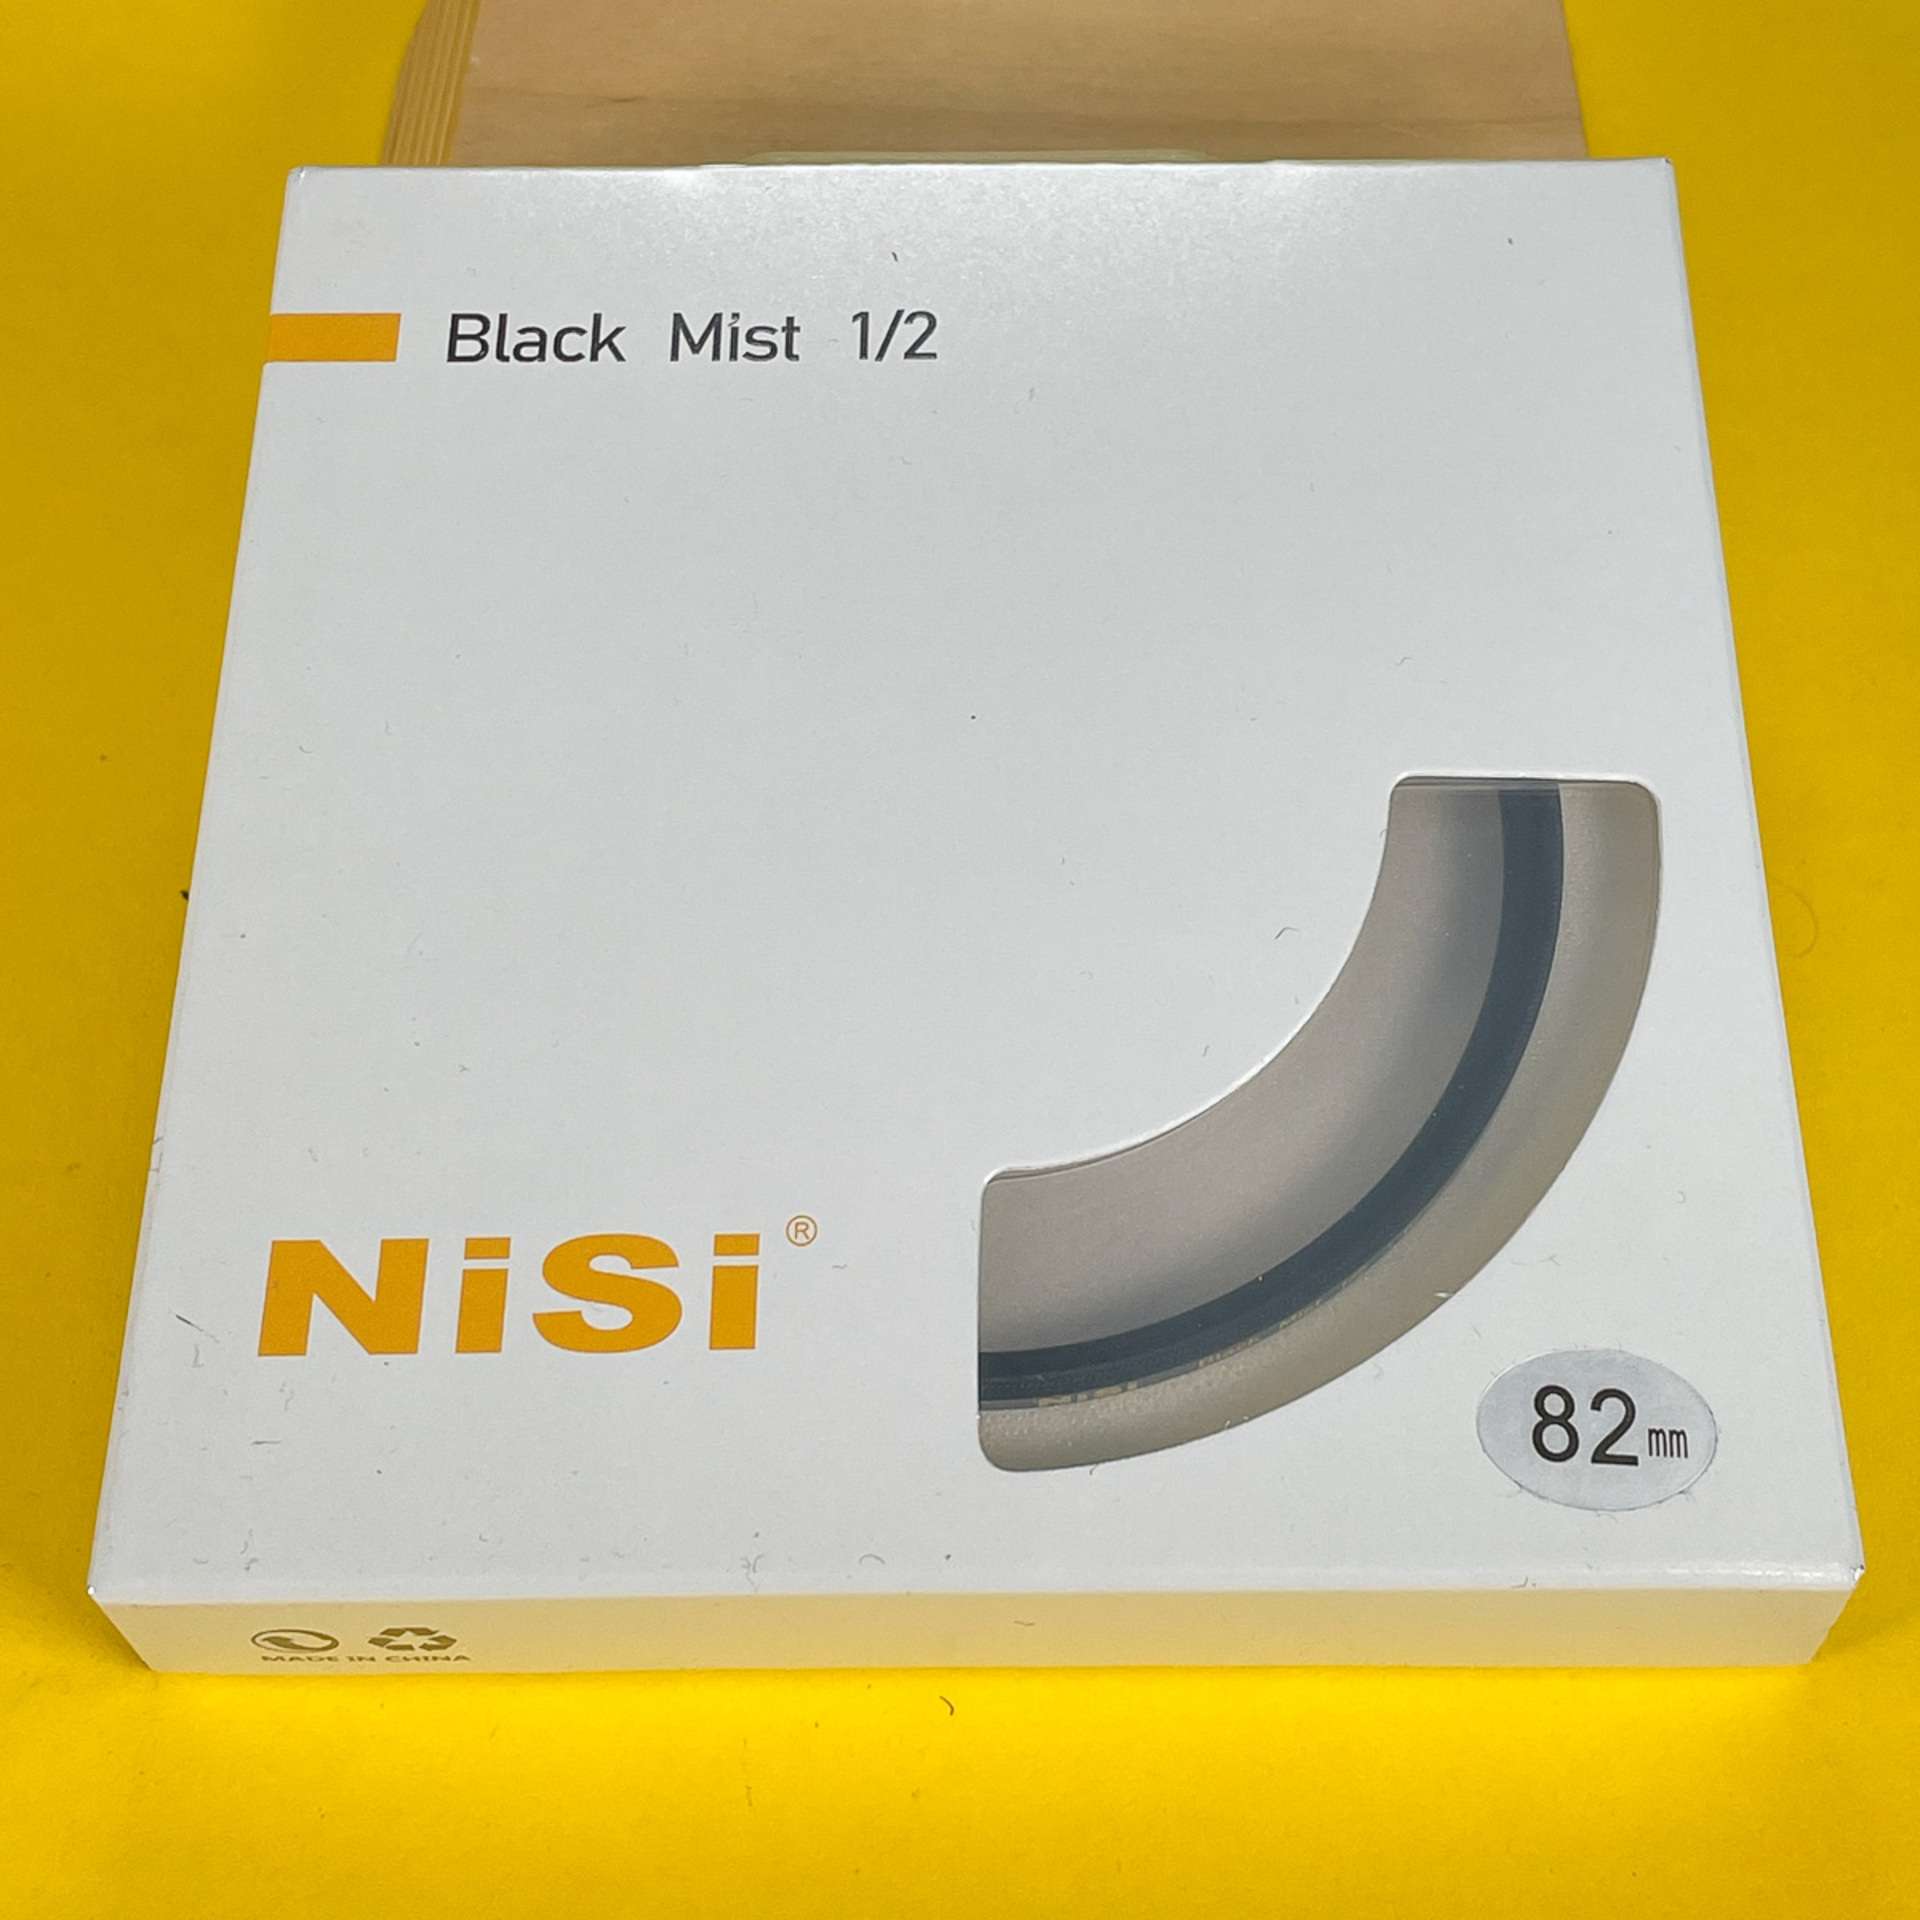 Black Mist 1/2
NiSi®
82mm
MADE IN CHINA